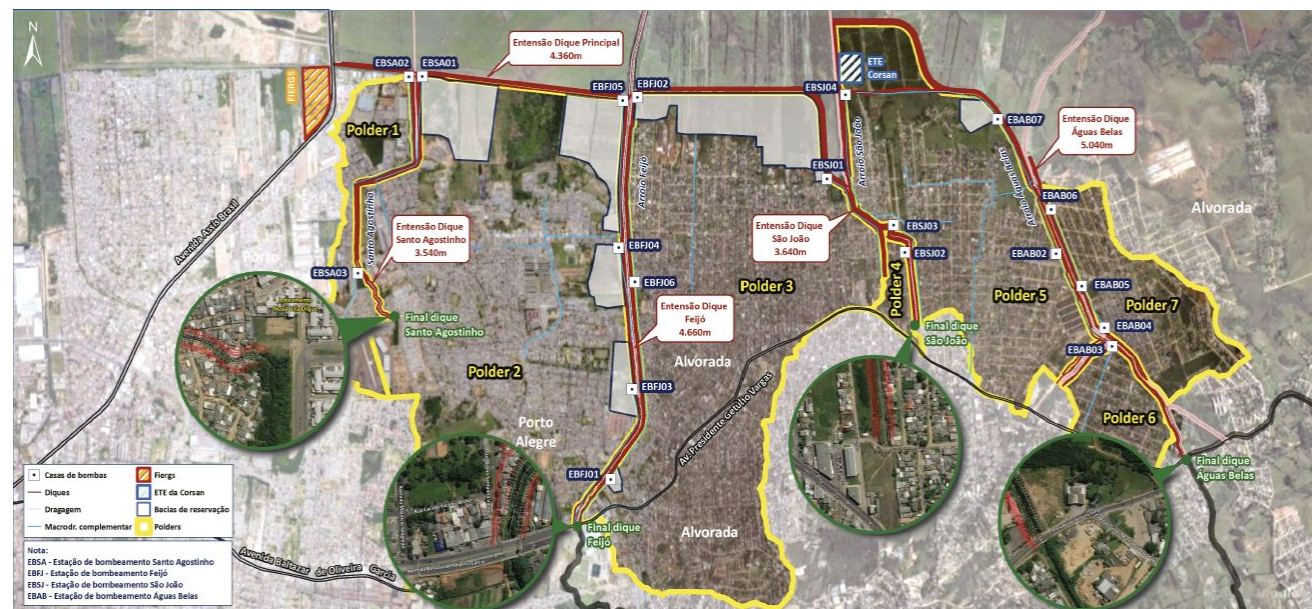 N
FIERGS
EBSA02
EBSA01
Entensão Dique Principal
4.360m
EBFJ05
EBFJ02
EBSJ04
ETE
Corsan
EBAB07
Entensão Dique
Águas Belas
5.040m
Polder 1
Arroio Feijó
Arroio São João
Arroio Águas Belas
EBSJ01
EBAB06
Alvorada
Avenida Assis Brasil
Santo Agostinho
Entensão Dique
Santo Agostinho
3.540m
Porto
EBSA03
EBFJ04
EBFJ06
Entensão Dique
São João
3.640m
EBSJ03
EBSJ02
EBAB02
EBAB05
Polder 3
Polder 4
Polder 5
Polder 7
Entensão Dique
Feijó
4.660m
Final dique
Santo Agostinho
Final dique
São João
EBAB04
EBAB03
Alvorada
Polder 2
EBFJ03
Av. Presidente Getulho Vargas
Porto
Alegre
Polder 6
EBFJ01
Final dique
Águas Belas
Final dique
Feijó
Alvorada
Avenida Baltazar de Oliveira Garcia
Casas de bombas
Fiergs
Diques
ETE da Corsan
Dragagem
Bacias de reservação
Macrodr. complementar
Polders
Nota:
EBSA - Estação de bombeamento Santo Agostinho
EBFJ - Estação de bombeamento Feijó
EBSJ - Estação de bombeamento São João
EBAB - Estação de bombeamento Águas Belas